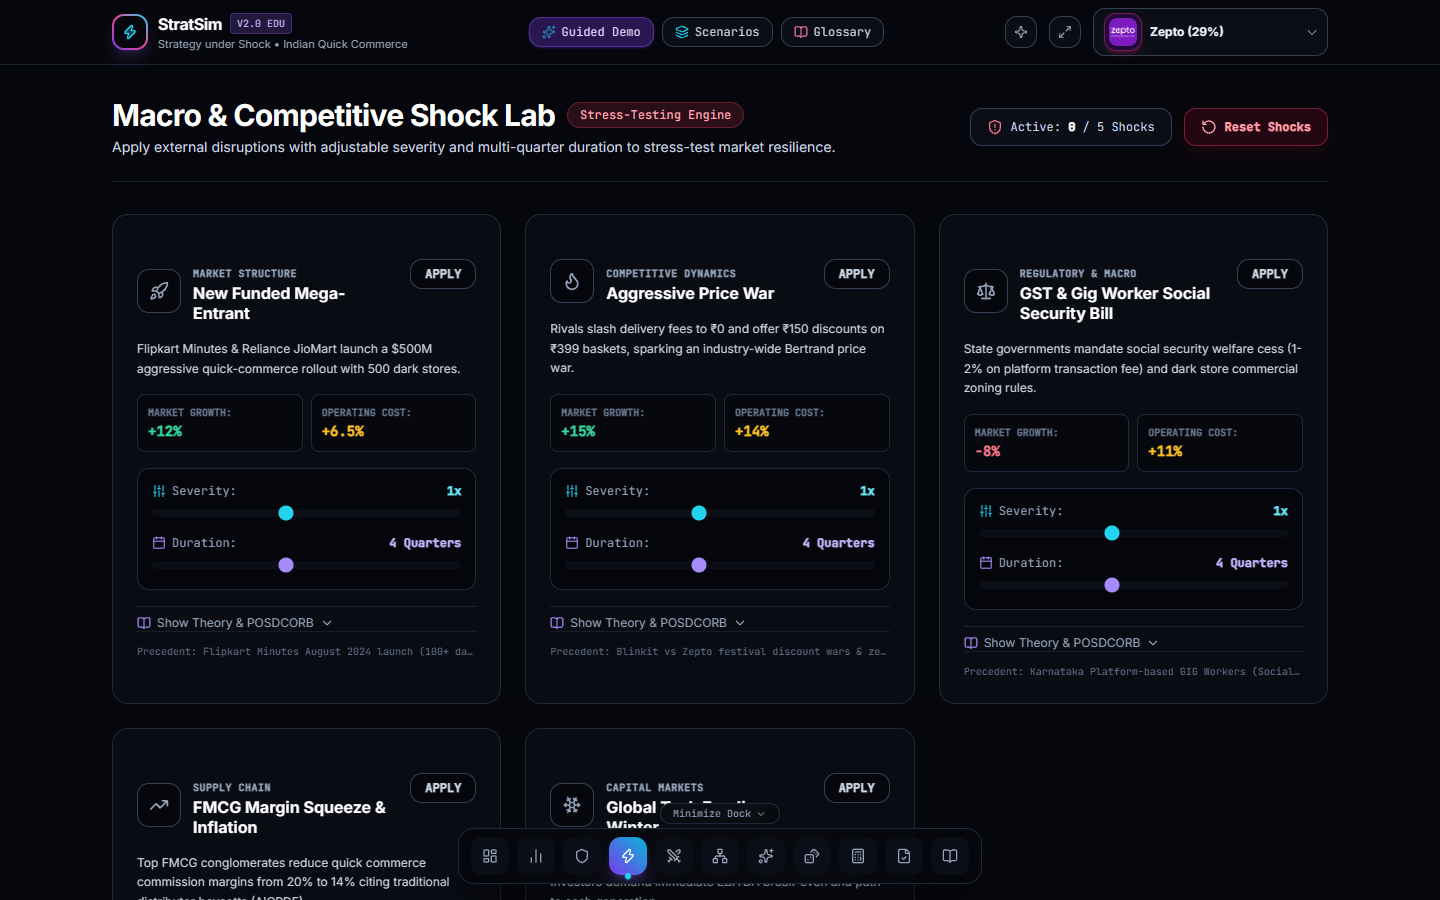 StratSim V2.0 EDU
Strategy under Shock • Indian Quick Commerce
Guided Demo
Scenarios
Glossary
zepto
Zepto (29%)
Macro & Competitive Shock Lab
Stress-Testing Engine
Apply external disruptions with adjustable severity and multi-quarter duration to stress-test market resilience.
Active: 0 / 5 Shocks
Reset Shocks
MARKET STRUCTURE
New Funded Mega-
Entrant
APPLY
Flipkart Minutes & Reliance JioMart launch a $500M
aggressive quick-commerce rollout with 500 dark stores.
MARKET GROWTH:
+12%
OPERATING COST:
+6.5%
Severity: 1x
Duration: 4 Quarters
Show Theory & POSDCORB
Precedent: Flipkart Minutes August 2024 launch (100+ da…
COMPETITIVE DYNAMICS
Aggressive Price War
APPLY
Rivals slash delivery fees to ₹0 and offer ₹150 discounts on
₹399 baskets, sparking an industry-wide Bertrand price
war.
MARKET GROWTH:
+15%
OPERATING COST:
+14%
Severity: 1x
Duration: 4 Quarters
Show Theory & POSDCORB
Precedent: Blinkit vs Zepto festival discount wars & ze…
REGULATORY & MACRO
GST & Gig Worker Social
Security Bill
APPLY
State governments mandate social security welfare cess (1-
2% on platform transaction fee) and dark store commercial
zoning rules.
MARKET GROWTH:
-8%
OPERATING COST:
+11%
Severity: 1x
Duration: 4 Quarters
Show Theory & POSDCORB
Precedent: Karnataka Platform-based GIG Workers (Social…
SUPPLY CHAIN
FMCG Margin Squeeze &
Inflation
APPLY
Top FMCG conglomerates reduce quick commerce
commission margins from 20% to 14% citing traditional
distributor boycotts (AICPDF).
CAPITAL MARKETS
Global Tech Funding
Winter
APPLY
Minimize Dock